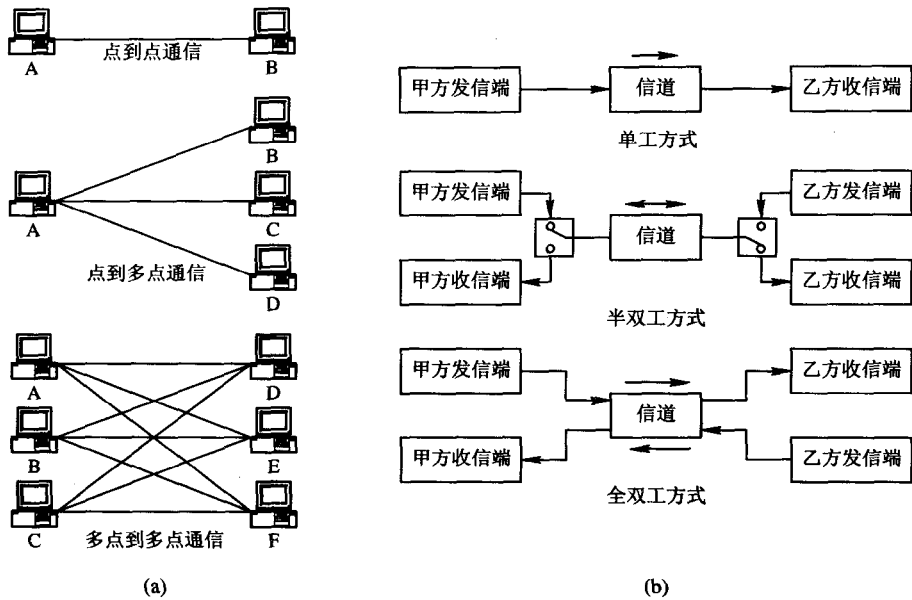 A
点到点通信
B
B
A
C
点到多点通信
D
A
D
B
E
C
多点到多点通信
F
(a)
甲方发信端
信道
乙方收信端
单工方式
甲方发信端
乙方发信端
信道
甲方收信端
乙方收信端
半双工方式
甲方发信端
乙方收信端
信道
甲方收信端
乙方发信端
全双工方式
(b)